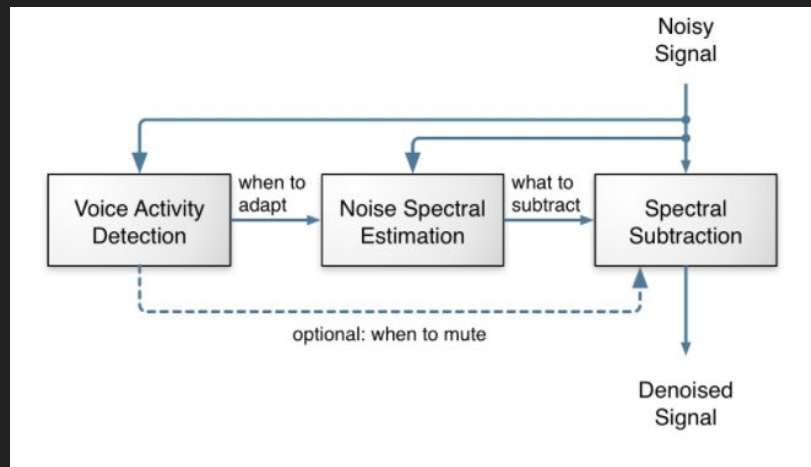 Noisy
Signal
Voice Activity
Detection
when to
adapt
Noise Spectral
Estimation
what to
subtract
Spectral
Subtraction
optional: when to mute
Denoised
Signal